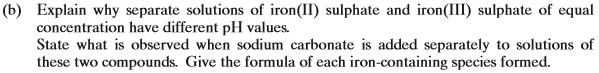 (b) Explain why separate solutions of iron(II) sulphate and iron(III) sulphate of equal
concentration have different pH values.
State what is observed when sodium carbonate is added separately to solutions of
these two compounds. Give the formula of each iron-containing species formed.